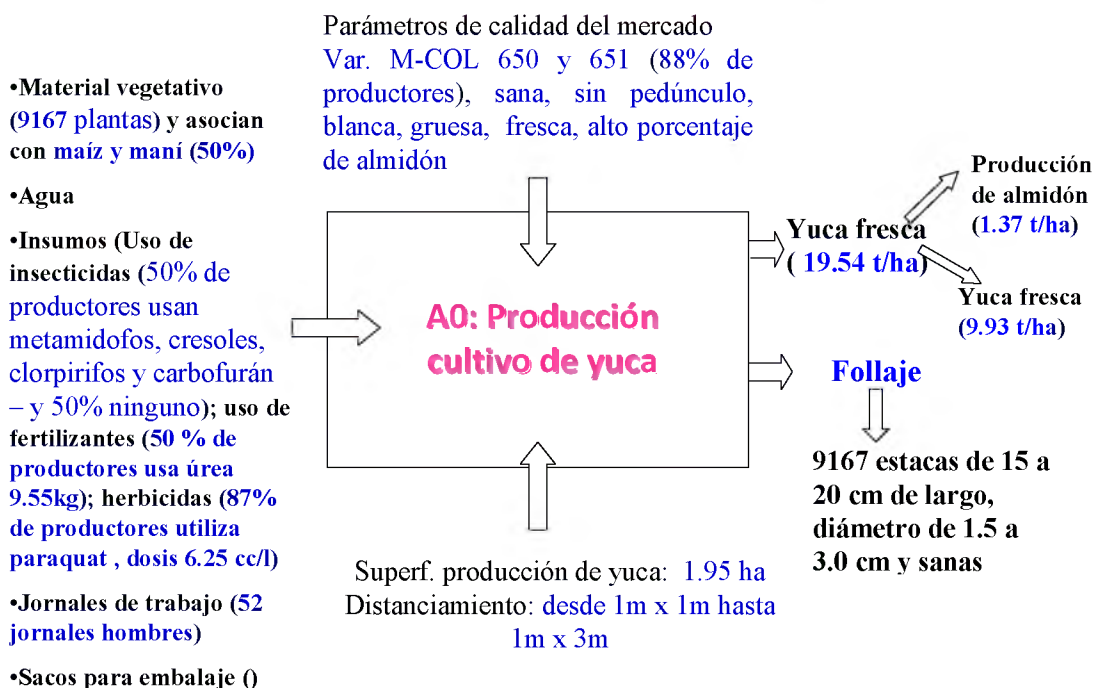 •Material vegetativo
(9167 plantas) y asocian
con maíz y maní (50%)
•Agua
•Insumos (Uso de
insecticidas (50% de
productores usan
metamidofos, cresoles,
clorpirifos y carbofurán
– y 50% ninguno); uso de
fertilizantes (50 % de
productores usa úrea
9.55kg); herbicidas (87%
de productores utiliza
paraquat , dosis 6.25 cc/l)
•Jornales de trabajo (52
jornales hombres)
•Sacos para embalaje ()
Parámetros de calidad del mercado
Var. M-COL 650 y 651 (88% de
productores), sana, sin pedúnculo,
blanca, gruesa, fresca, alto porcentaje
de almidón
A0: Producción
cultivo de yuca
Superf. producción de yuca: 1.95 ha
Distanciamiento: desde 1m x 1m hasta
1m x 3m
Yuca fresca
( 19.54 t/ha)
Producción
de almidón
(1.37 t/ha)
Yuca fresca
(9.93 t/ha)
Follaje
9167 estacas de 15 a
20 cm de largo,
diámetro de 1.5 a
3.0 cm y sanas